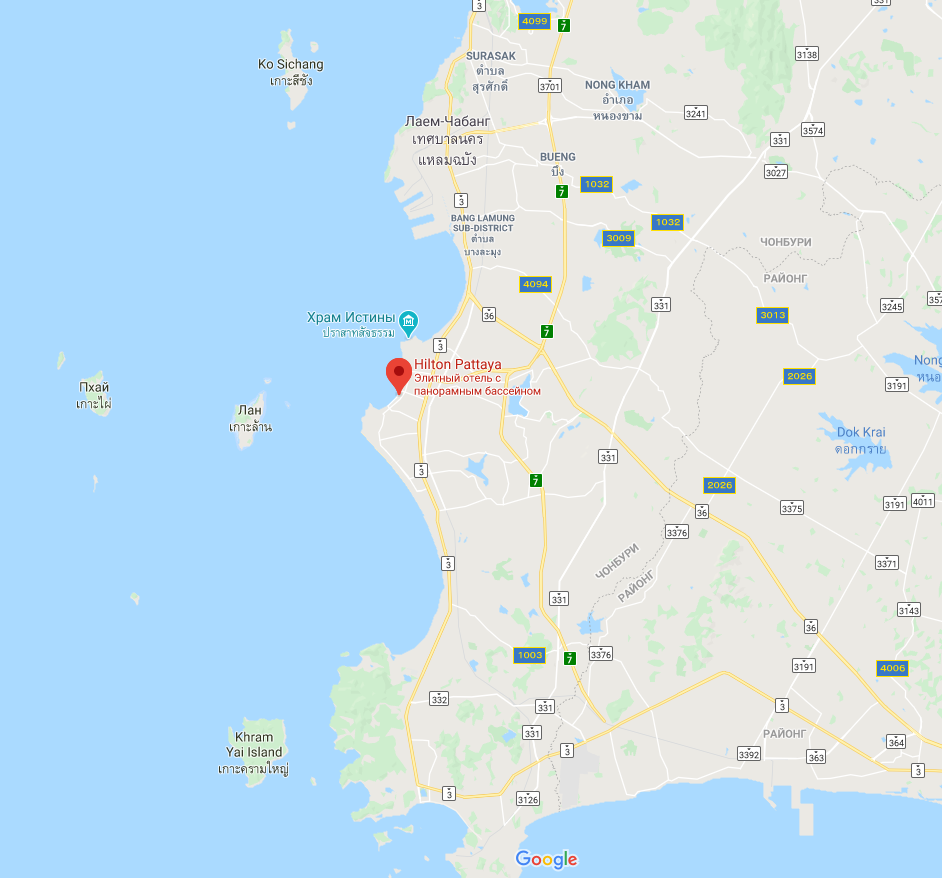 3
4099
7
331
Ko Sichang
เกาะสีชัง
SURASAK
ตำบล
สุรศักดิ์
3138
3701
NONG KHAM
อำเภอ
หนองขาม
3241
Лаем-Чабанг
เทศบาลนคร
แหลมฉบัง
3574
331
BUENG
บึง
3027
7
1032
3
BANG LAMUNG
SUB-DISTRICT
ตำบล
บางละมุง
1032
3009
ЧОНБУРИ
РАЙОНГ
4094
331
3245
36
3013
Храм Истины
ปราสาทสัจธรรม
7
3
Hilton Pattaya
Элитный отель с
панорамным бассейном
Nong
หนอ
2026
3191
Пхай
เกาะไผ่
Лан
เกาะล้าน
Dok Krai
ดอกกราย
331
3
7
2026
3191
4011
36
3375
3376
ЧОНБУРИ
РАЙОНГ
3
3371
331
3143
36
1003
7
3376
3191
4006
332
331
3
331
Khram
Yai Island
เกาะครามใหญ่
РАЙОНГ
3
3392
363
364
3
3
3126
Google